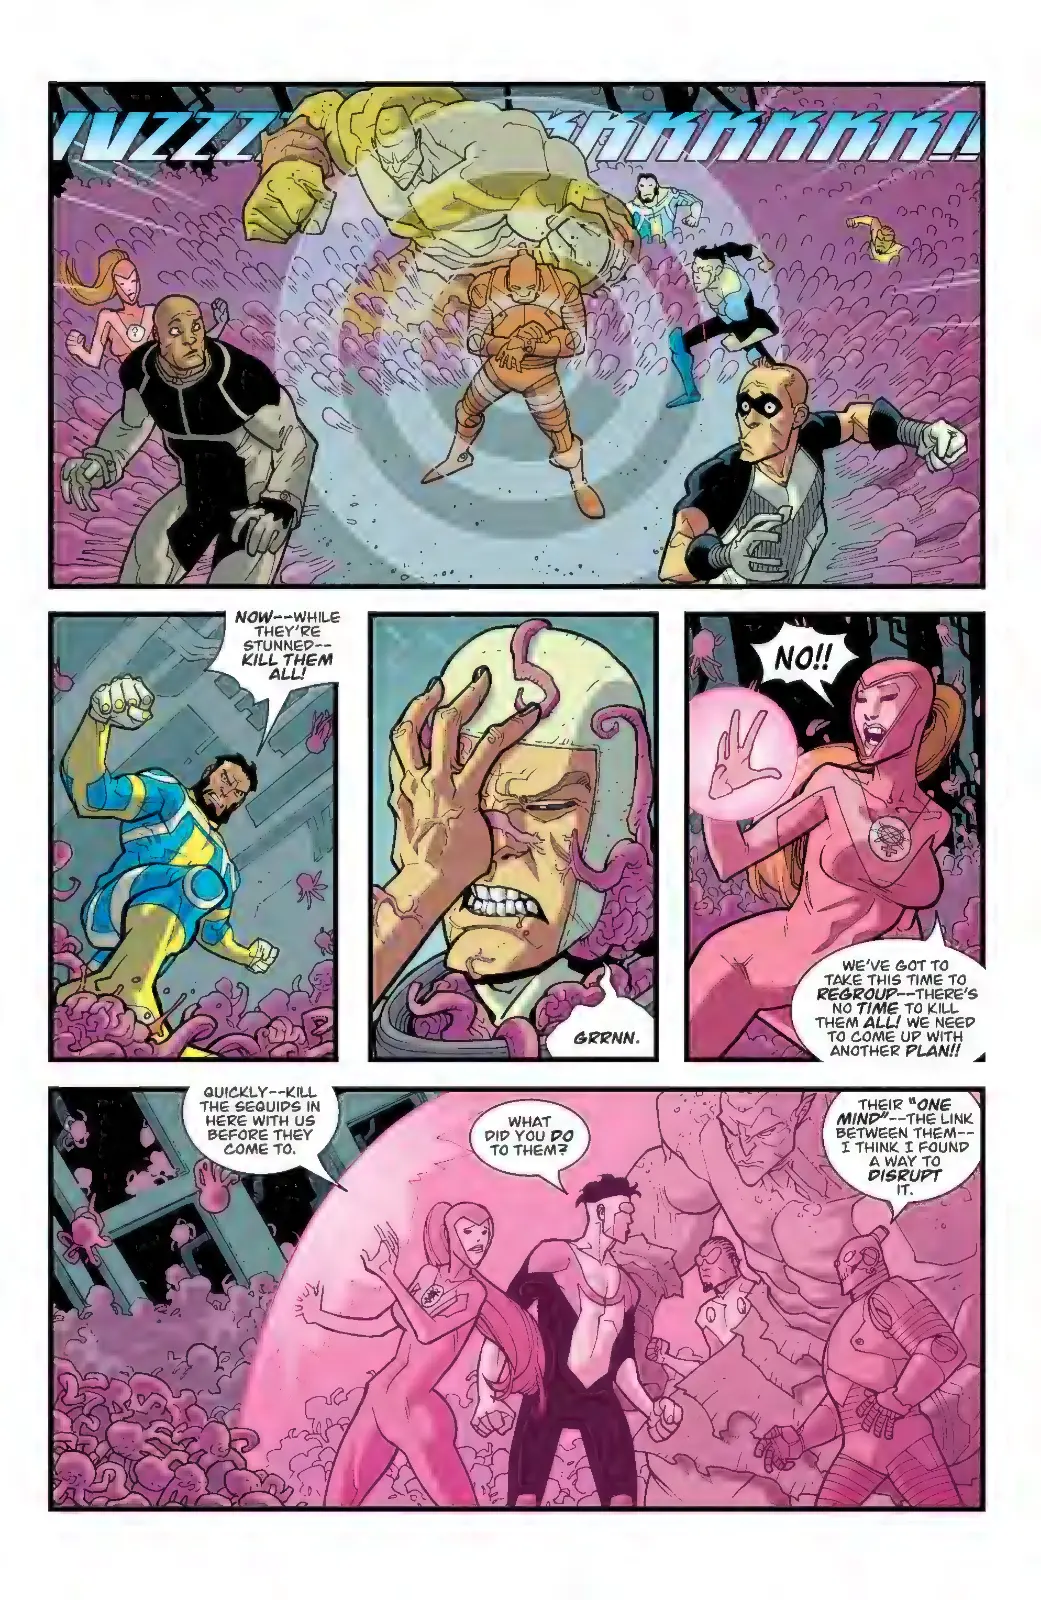 VVZZZ KKKKKKKK!!
NOW--WHILE
THEY'RE
STUNNED--
KILL THEM
ALL!
GRRNN.
NO!!
WE'VE GOT TO
TAKE THIS TIME TO
REGROUP--THERE'S
NO TIME TO KILL
THEM ALL! WE NEED
TO COME UP WITH
ANOTHER PLAN!!
QUICKLY--KILL
THE SEQUIDS IN
HERE WITH US
BEFORE THEY
COME TO.
WHAT
DID YOU DO
TO THEM?
THEIR "ONE
MIND"--THE LINK
BETWEEN THEM--
I THINK I FOUND
A WAY TO
DISRUPT
IT.